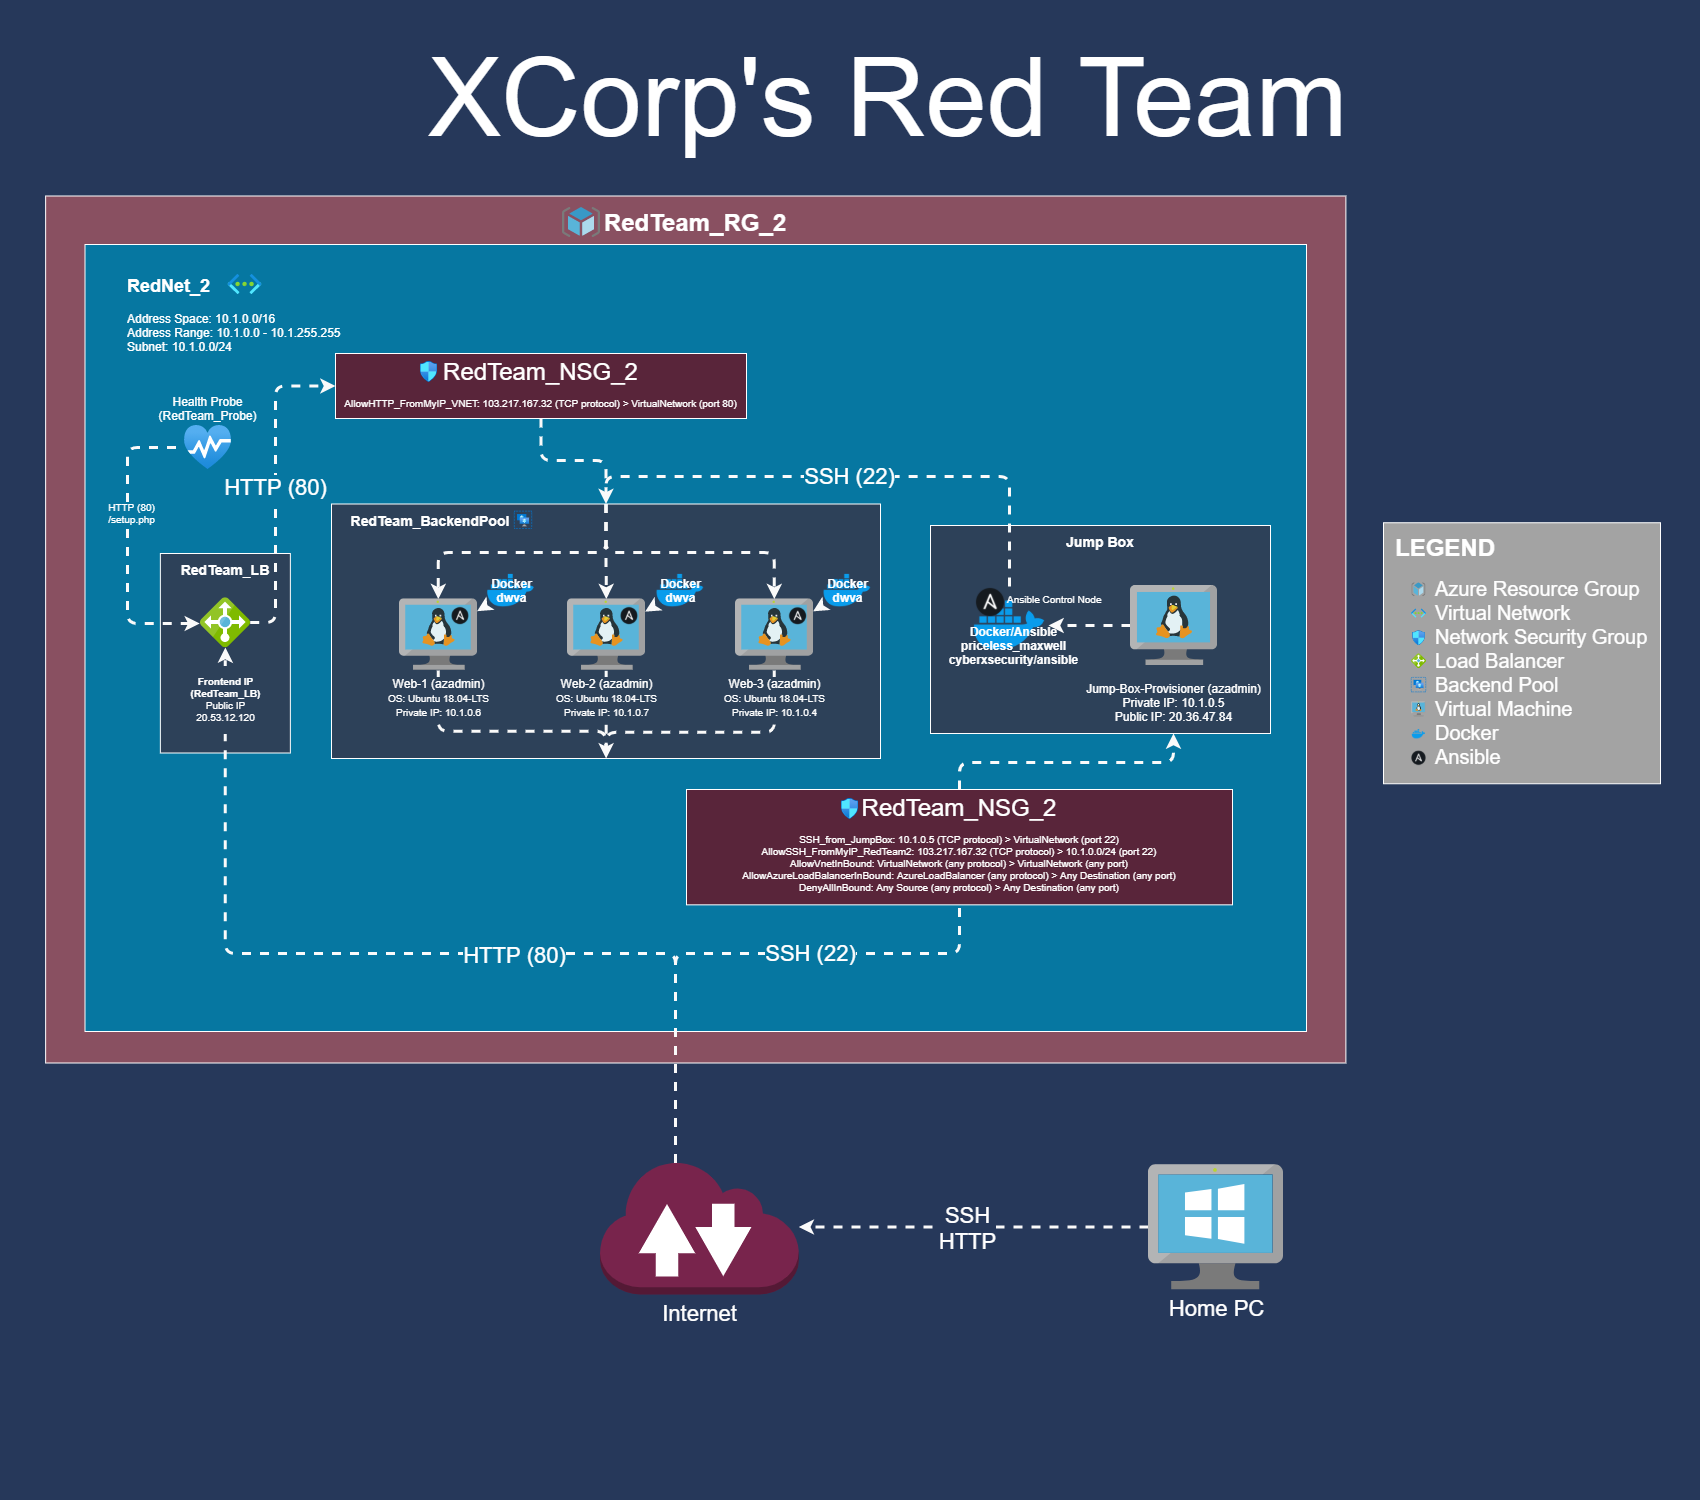 XCorp's Red Team
RedTeam_RG_2
RedNet_2
Address Space: 10.1.0.0/16
Address Range: 10.1.0.0 - 10.1.255.255
Subnet: 10.1.0.0/24
RedTeam_NSG_2
AllowHTTP_FromMyIP_VNET: 103.217.167.32 (TCP protocol) > VirtualNetwork (port 80)
Health Probe
(RedTeam_Probe)
HTTP (80)
HTTP (80)
/setup.php
SSH (22)
RedTeam_LB
Frontend IP
(RedTeam_LB)
Public IP
20.53.12.120
RedTeam_BackendPool
Docker
dwva
Docker
dwva
Docker
dwva
Web-1 (azadmin)
OS: Ubuntu 18.04-LTS
Private IP: 10.1.0.6
Web-2 (azadmin)
OS: Ubuntu 18.04-LTS
Private IP: 10.1.0.7
Web-3 (azadmin)
OS: Ubuntu 18.04-LTS
Private IP: 10.1.0.4
Jump Box
Ansible Control Node
Docker/Ansible
priceless_maxwell
cyberxsecurity/ansible
Jump-Box-Provisioner (azadmin)
Private IP: 10.1.0.5
Public IP: 20.36.47.84
RedTeam_NSG_2
SSH_from_JumpBox: 10.1.0.5 (TCP protocol) > VirtualNetwork (port 22)
AllowSSH_FromMyIP_RedTeam2: 103.217.167.32 (TCP protocol) > 10.1.0.0/24 (port 22)
AllowVnetInBound: VirtualNetwork (any protocol) > VirtualNetwork (any port)
AllowAzureLoadBalancerInBound: AzureLoadBalancer (any protocol) > Any Destination (any port)
DenyAllInBound: Any Source (any protocol) > Any Destination (any port)
HTTP (80)
SSH (22)
LEGEND
Azure Resource Group
Virtual Network
Network Security Group
Load Balancer
Backend Pool
Virtual Machine
Docker
Ansible
SSH
HTTP
Internet
Home PC